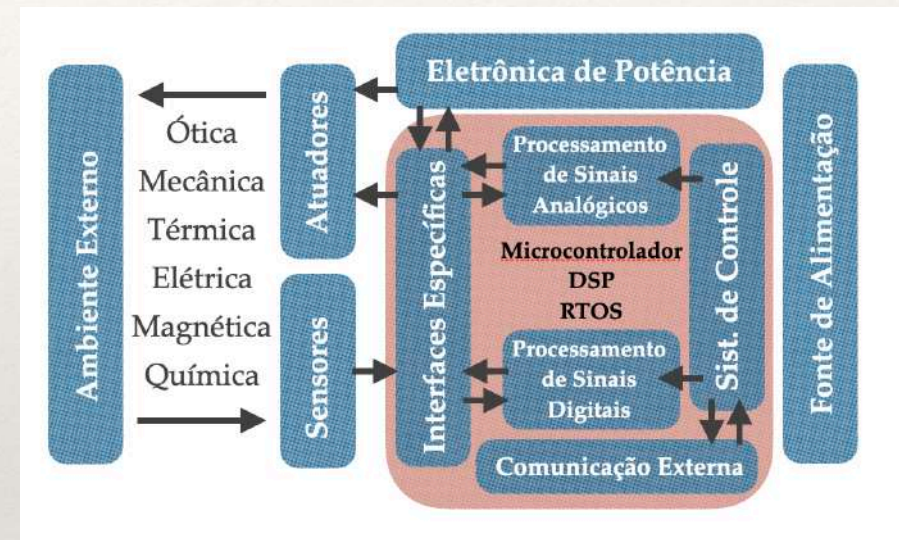 Ambiente Externo
Ótica
Mecânica
Térmica
Elétrica
Magnética
Química
Atuadores
Sensores
Eletrônica de Potência
Interfaces Específicas
Processamento
de Sinais
Analógicos
Microcontrolador
DSP
RTOS
Processamento
de Sinais
Digitais
Sist. de Controle
Comunicação Externa
Fonte de Alimentação